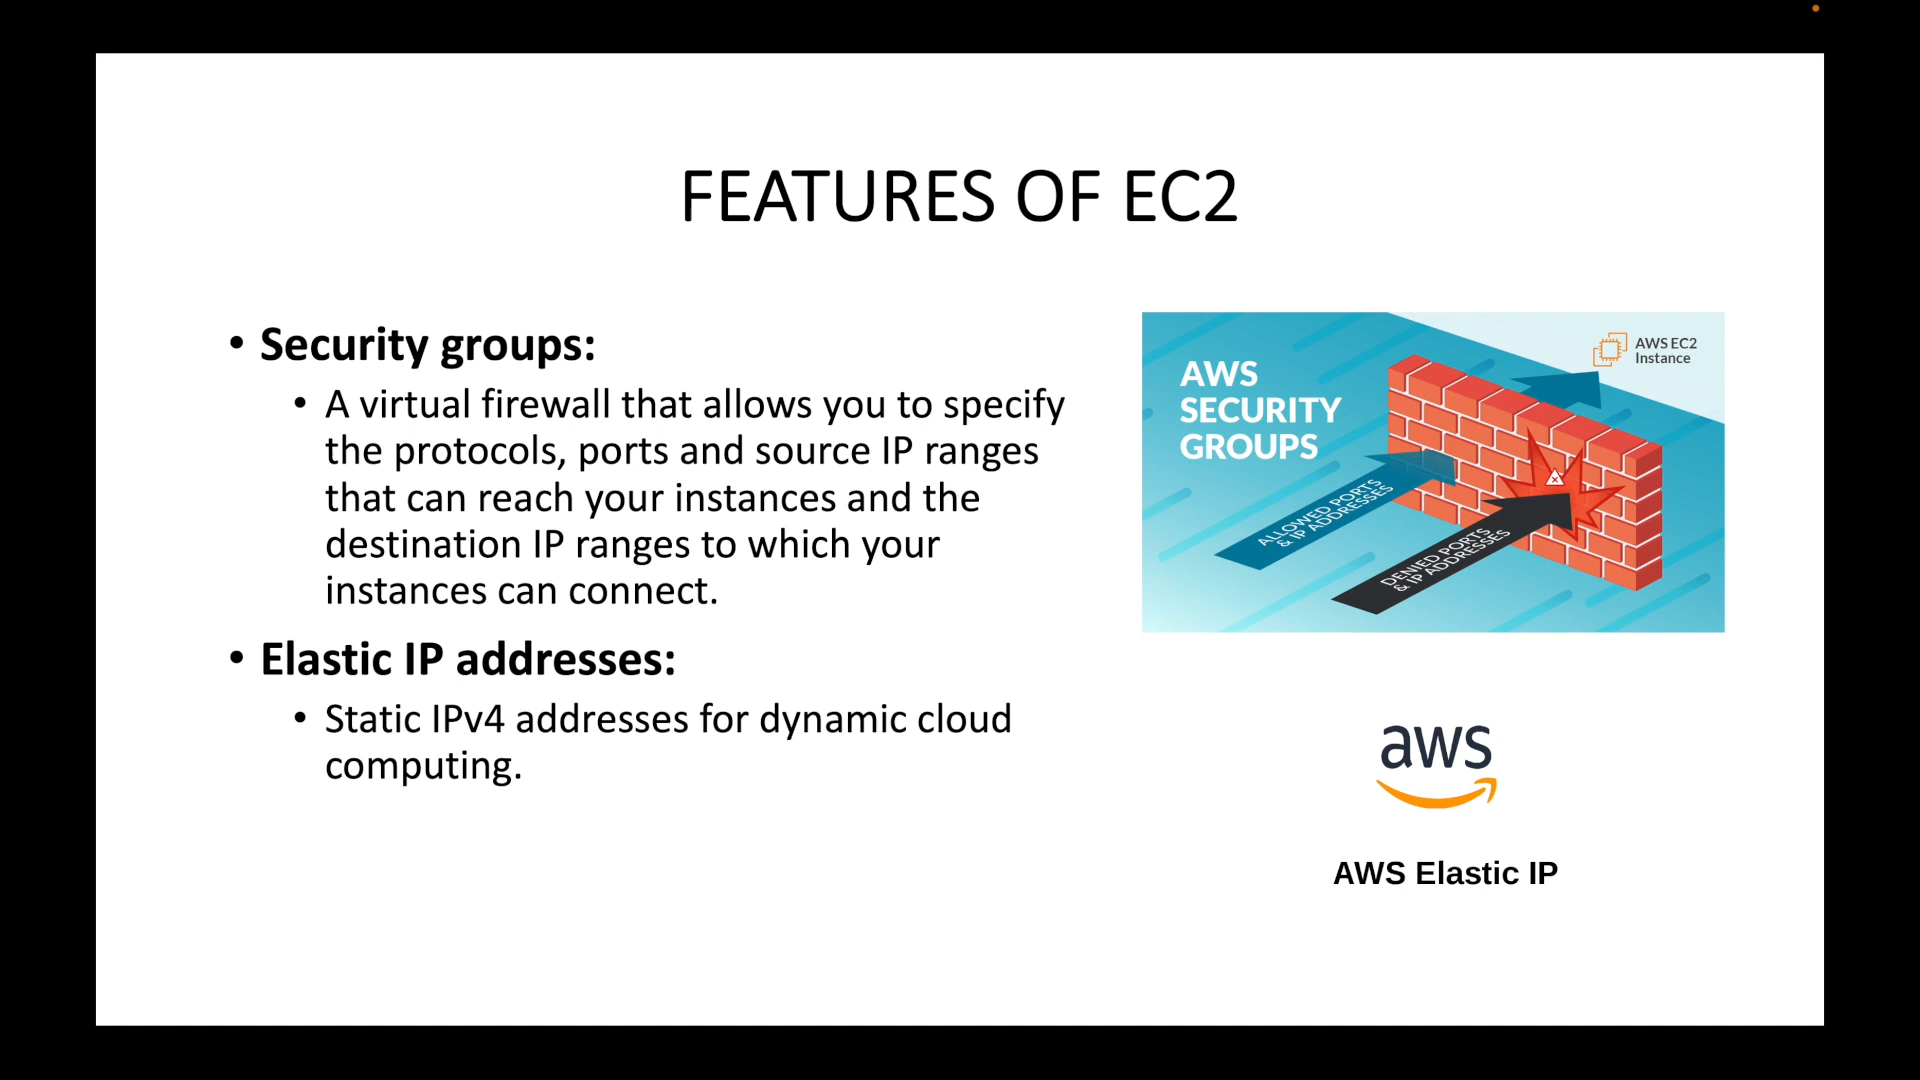 FEATURES OF EC2
• Security groups:
• A virtual firewall that allows you to specify
the protocols, ports and source IP ranges
that can reach your instances and the
destination IP ranges to which your
instances can connect.
• Elastic IP addresses:
• Static IPv4 addresses for dynamic cloud
computing.
AWS
SECURITY
GROUPS
AWS EC2
Instance
ALLOWED PORTS
& IP ADDRESSES
DENIED PORTS
& IP ADDRESSES
aws
AWS Elastic IP